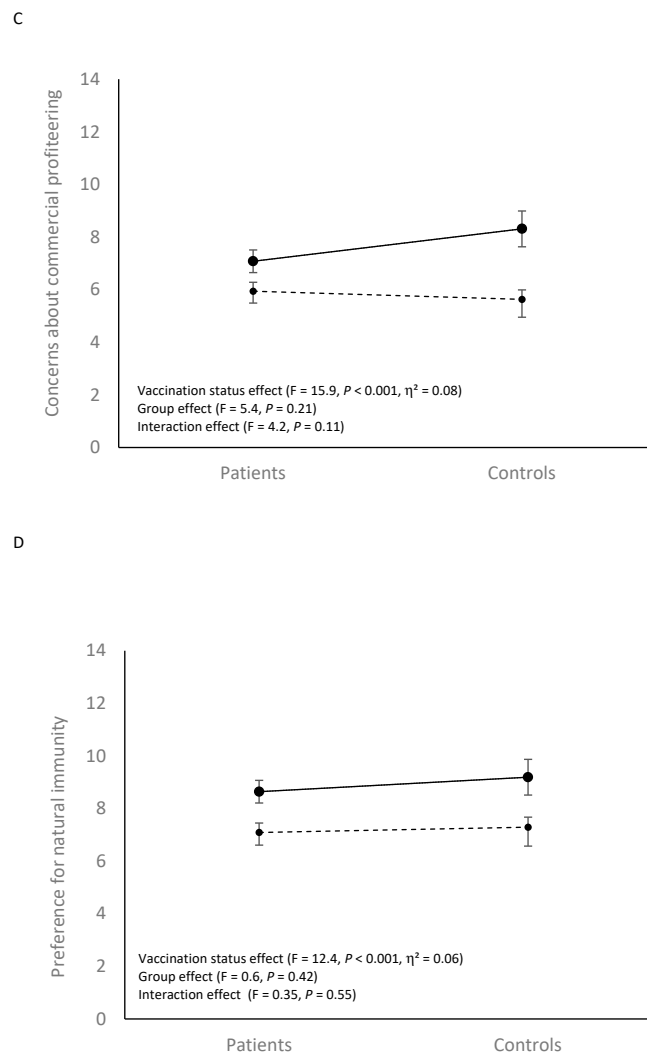 C
Concerns about commercial profiteering
14
12
10
8
6
4
2
0
Vaccination status effect (F = 15.9, P < 0.001, η² = 0.08)
Group effect (F = 5.4, P = 0.21)
Interaction effect (F = 4.2, P = 0.11)
Patients
Controls
D
Preference for natural immunity
14
12
10
8
6
4
2
0
Vaccination status effect (F = 12.4, P < 0.001, η² = 0.06)
Group effect (F = 0.6, P = 0.42)
Interaction effect (F = 0.35, P = 0.55)
Patients
Controls